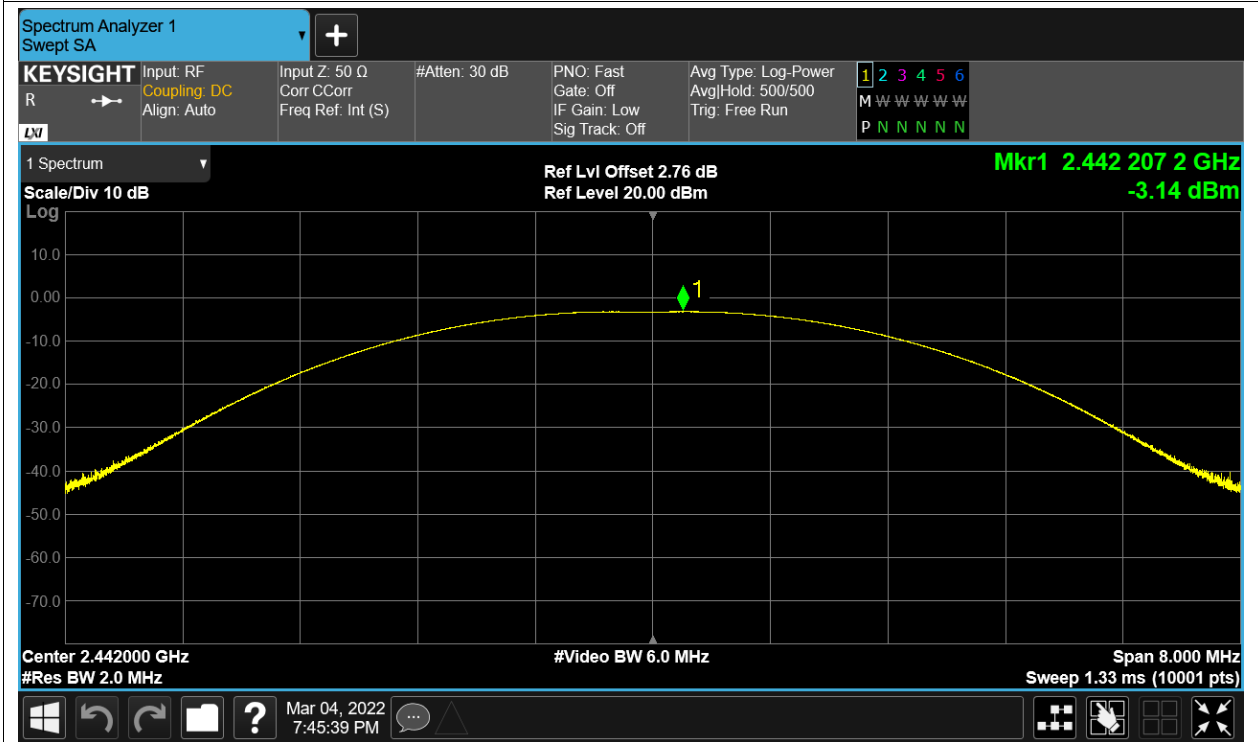 Spectrum Analyzer 1
Swept SA
KEYSIGHT
R
LXI
Input: RF
Coupling: DC
Align: Auto
Input Z: 50 Ω
Corr CCorr
Freq Ref: Int (S)
#Atten: 30 dB
PNO: Fast
Gate: Off
IF Gain: Low
Sig Track: Off
Avg Type: Log-Power
Avg|Hold: 500/500
Trig: Free Run
1 2 3 4 5 6
M W W W W W
P N N N N N
1 Spectrum
Scale/Div 10 dB
Log
Ref Lvl Offset 2.76 dB
Ref Level 20.00 dBm
Mkr1 2.442 207 2 GHz
-3.14 dBm
10.0
0.00
-10.0
-20.0
-30.0
-40.0
-50.0
-60.0
-70.0
1
Center 2.442000 GHz
#Res BW 2.0 MHz
#Video BW 6.0 MHz
Span 8.000 MHz
Sweep 1.33 ms (10001 pts)
?
Mar 04, 2022
7:45:39 PM